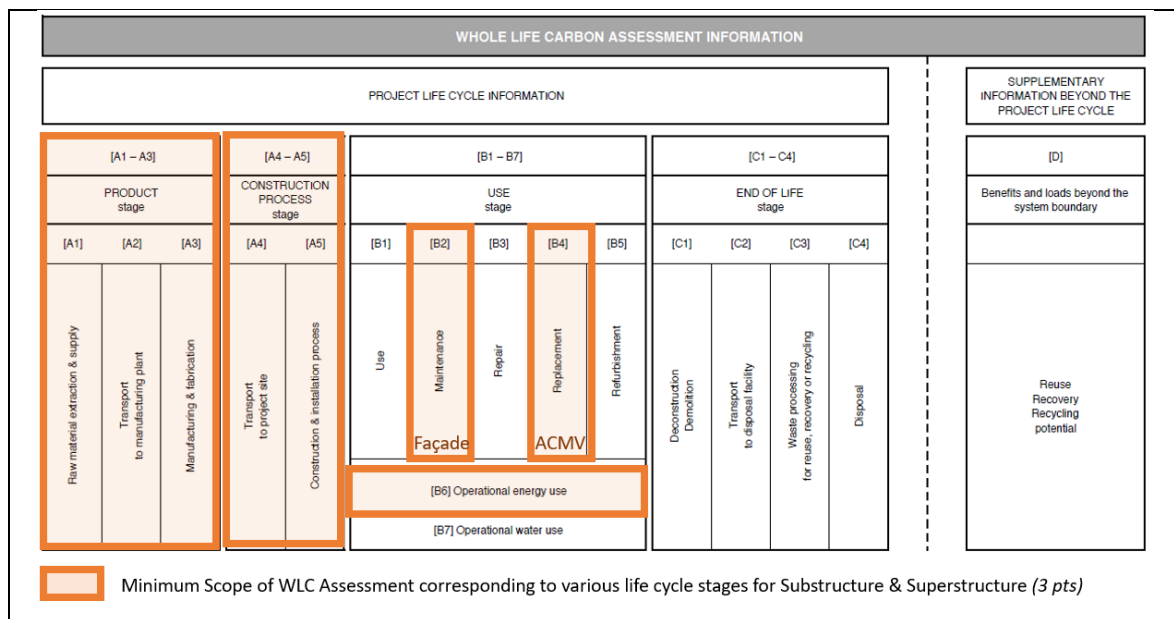 WHOLE LIFE CARBON ASSESSMENT INFORMATION
PROJECT LIFE CYCLE INFORMATION
SUPPLEMENTARY
INFORMATION BEYOND THE
PROJECT LIFE CYCLE
[A1 – A3]
[A4 – A5]
[B1 – B7]
[C1 – C4]
[D]
PRODUCT
stage
CONSTRUCTION
PROCESS
stage
USE
stage
END OF LIFE
stage
Benefits and loads beyond the
system boundary
[A1]
[A2]
[A3]
[A4]
[A5]
[B1]
[B2]
[B3]
[B4]
[B5]
[C1]
[C2]
[C3]
[C4]
Raw material extraction & supply
Transport
to manufacturing plant
Manufacturing & fabrication
Transport
to project site
Construction & installation process
Use
Maintenance
Façade
Repair
Replacement
ACMV
Refurbishment
Deconstruction
Demolition
Transport
to disposal facility
Waste processing
for reuse, recovery or recycling
Disposal
Reuse
Recovery
Recycling
potential
[B6] Operational energy use
[B7] Operational water use
Minimum Scope of WLC Assessment corresponding to various life cycle stages for Substructure & Superstructure (3 pts)